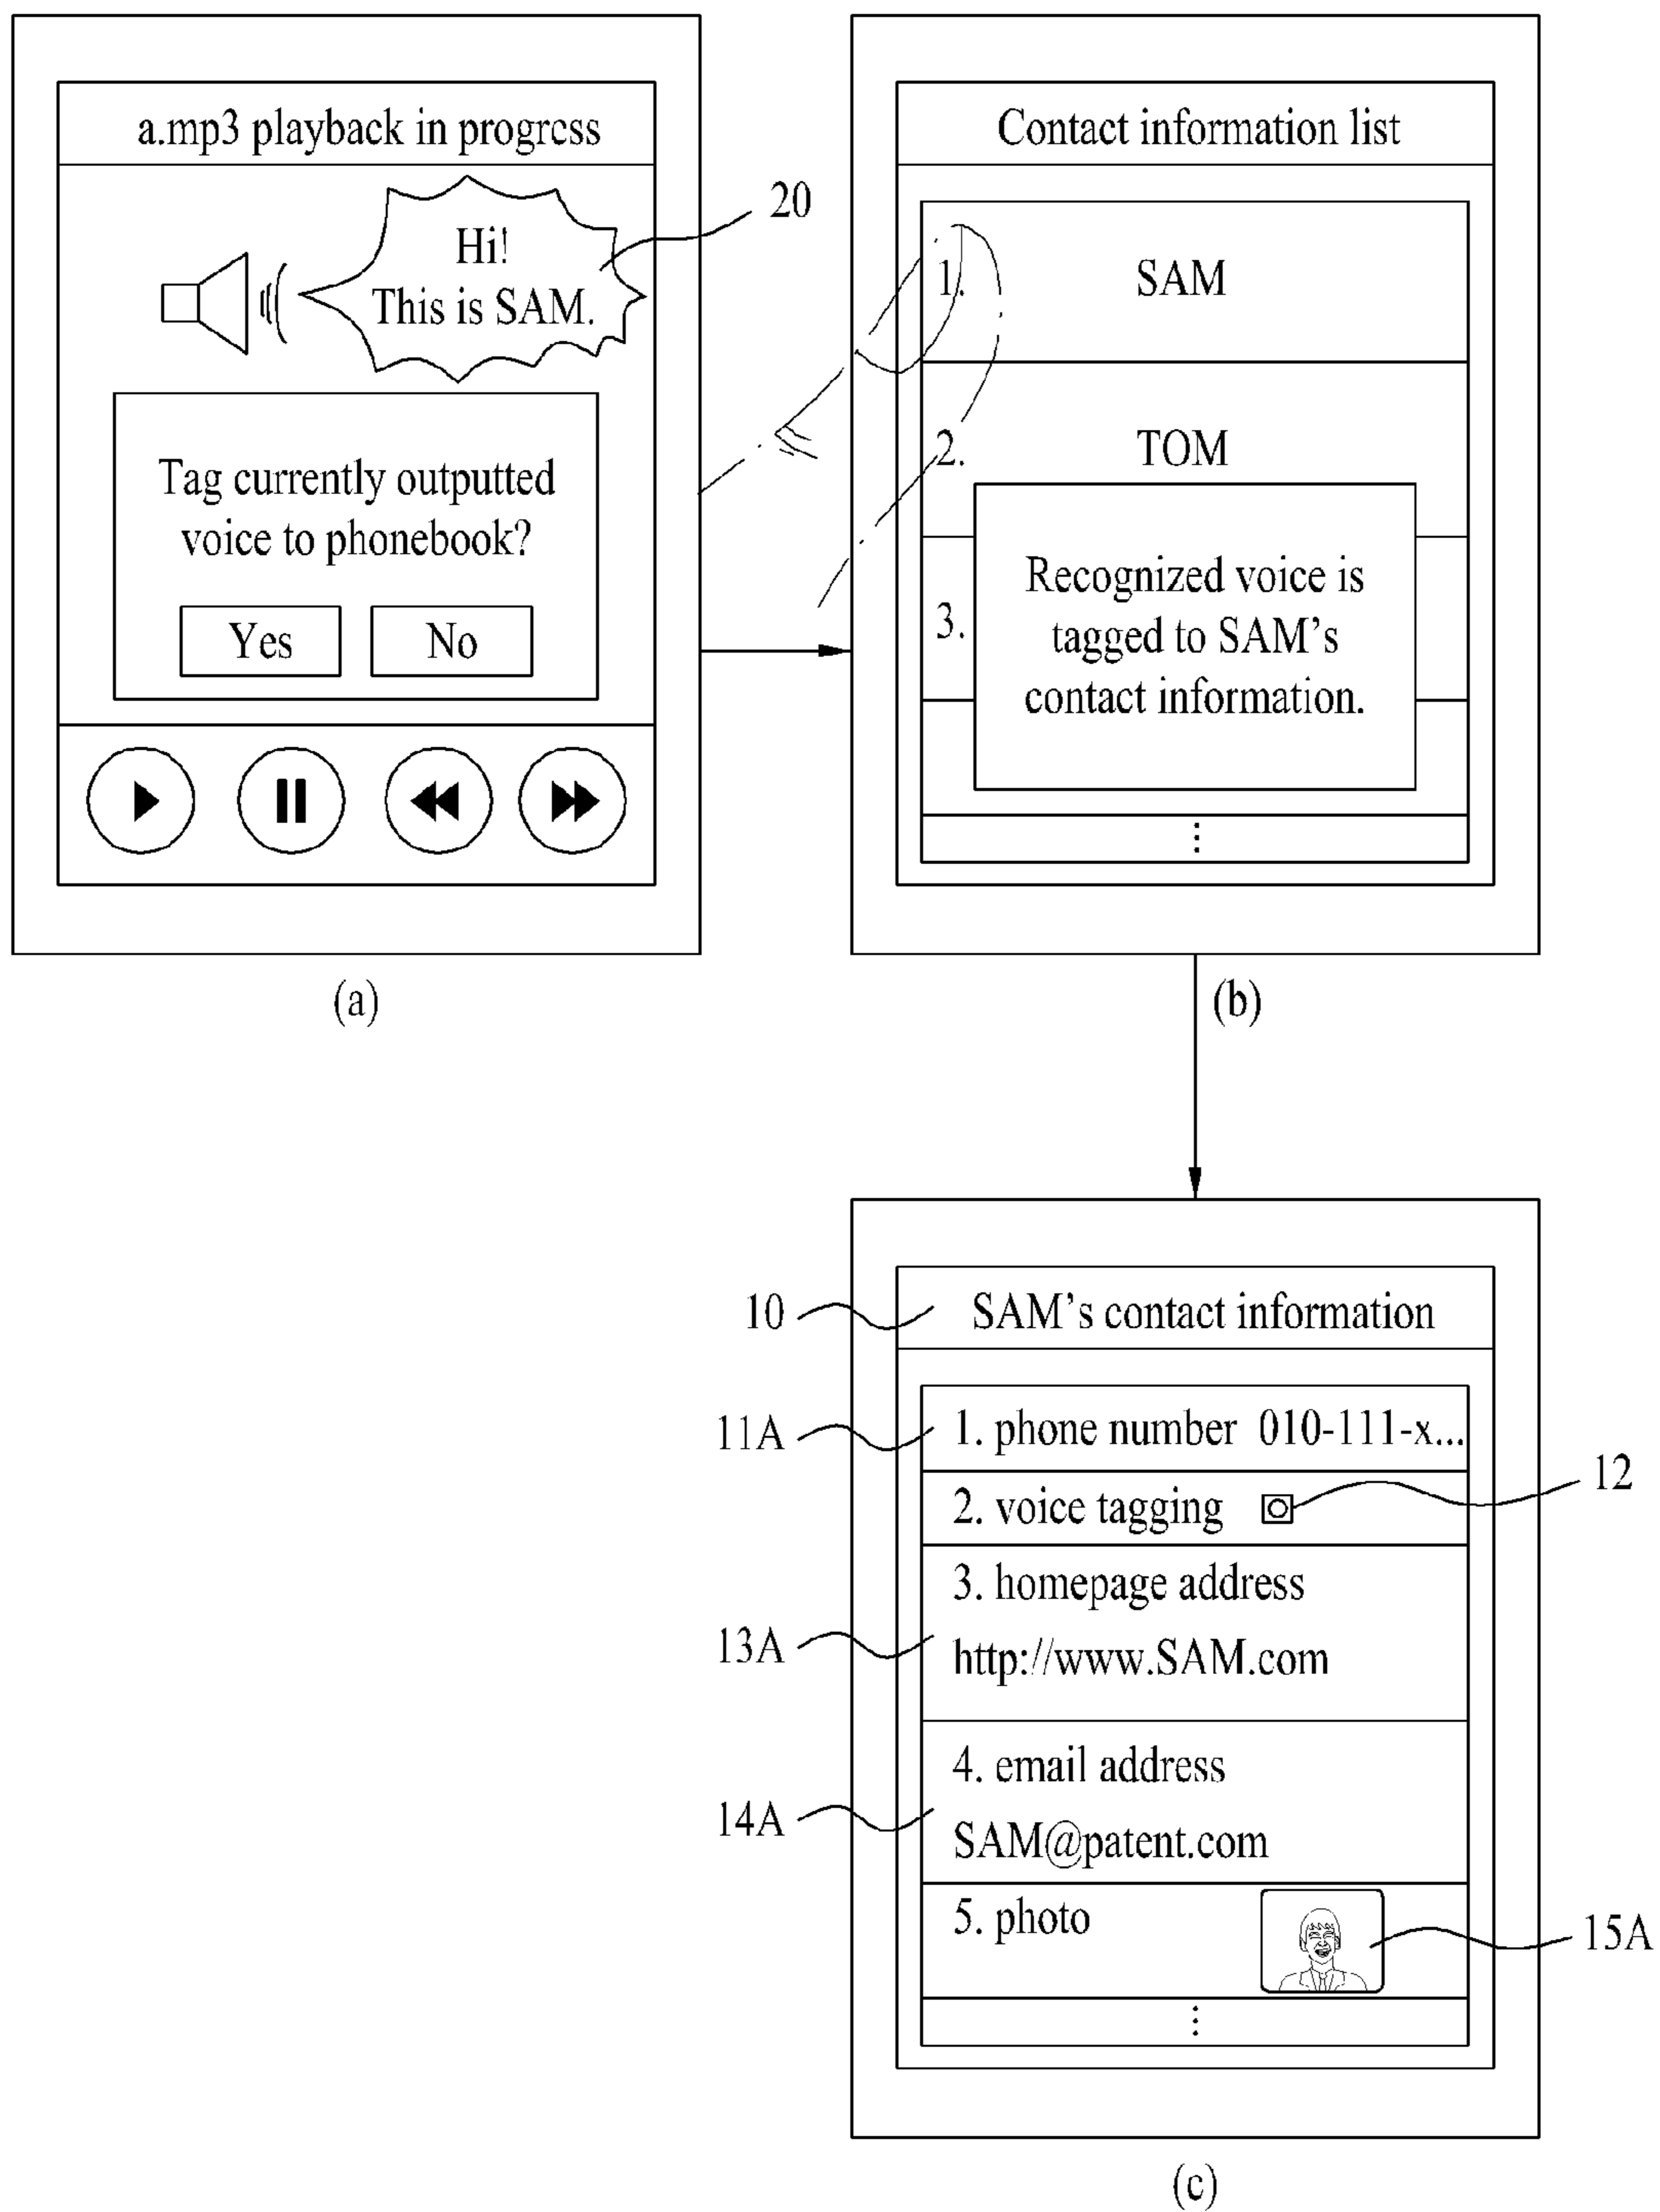 a.mp3 playback in progress
20
Hi!
This is SAM.
Tag currently outputted
voice to phonebook?
Yes
No
(a)
Contact information list
1. SAM
2. TOM
3.
Recognized voice is
tagged to SAM's
contact information.
⋮
(b)
10
SAM's contact information
11A
1. phone number 010-111-x...
2. voice tagging
12
3. homepage address
13A
http://www.SAM.com
4. email address
14A
SAM@patent.com
5. photo
15A
⋮
(c)